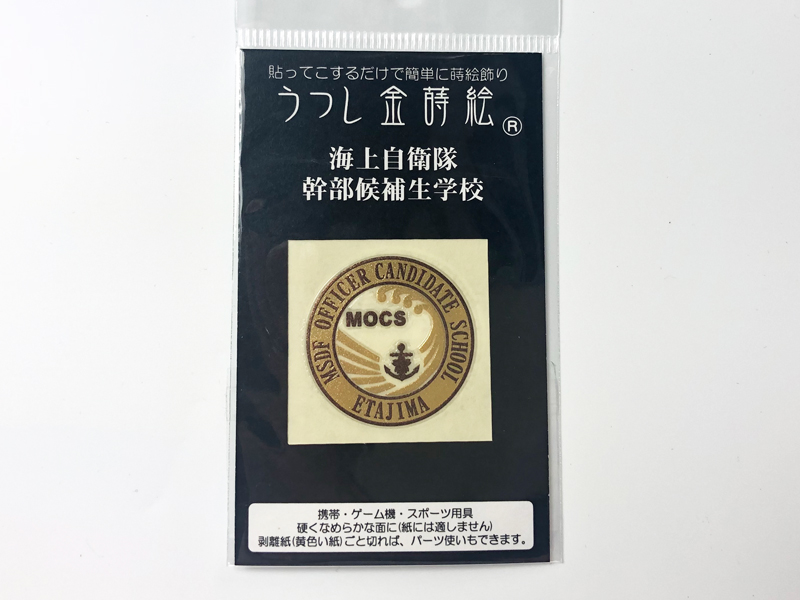 貼ってこするだけで簡単に蒔絵飾り
うつし金蒔絵®
海上自衛隊
幹部候補生学校
MSDF OFFICER CANDIDATE SCHOOL
MOCS
ETAJIMA
携帯・ゲーム機・スポーツ用具
硬くなめらかな面に(紙には適しません)
剥離紙(黄色い紙)ごと切れば、パーツ使いもできます。